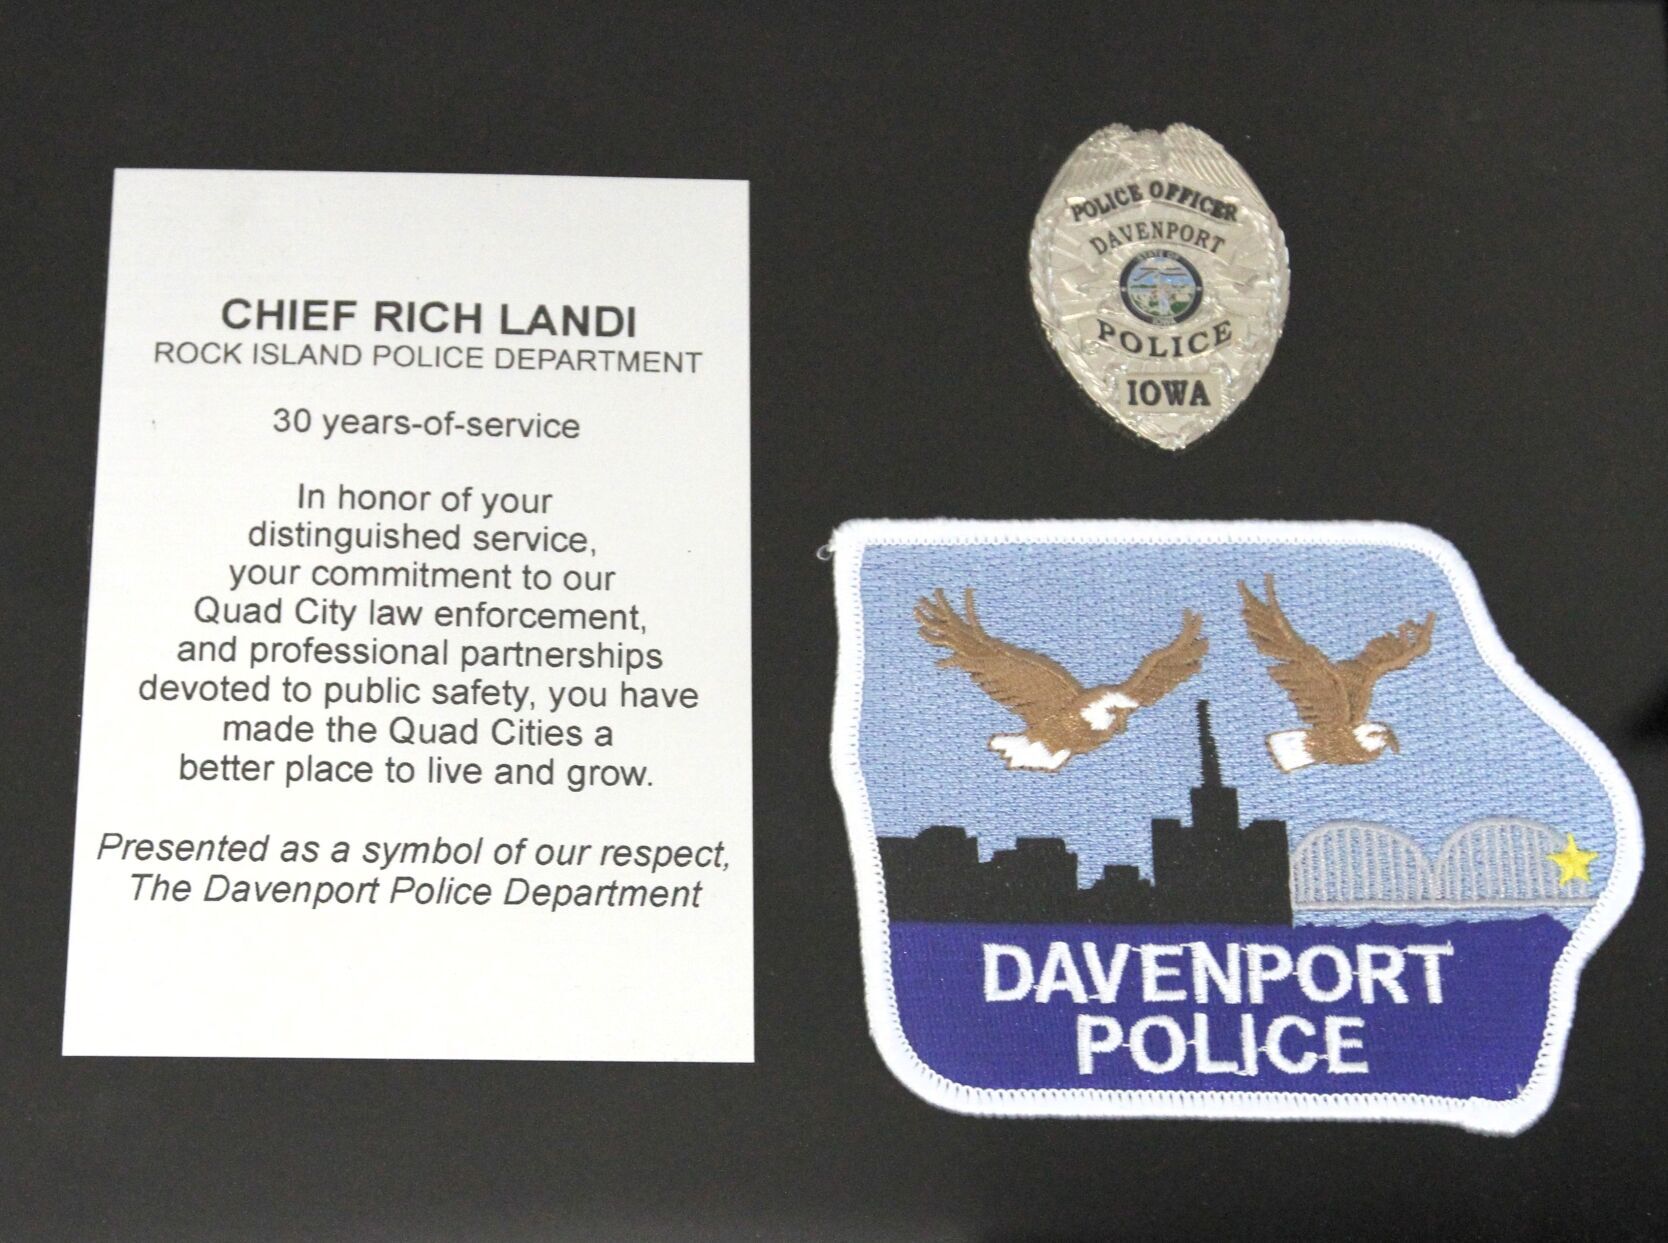 CHIEF RICH LANDI
ROCK ISLAND POLICE DEPARTMENT
30 years-of-service
In honor of your
distinguished service,
your commitment to our
Quad City law enforcement,
and professional partnerships
devoted to public safety, you have
made the Quad Cities a
better place to live and grow.
Presented as a symbol of our respect,
The Davenport Police Department
POLICE OFFICER
DAVENPORT
STATE OF
IOWA
POLICE
IOWA
DAVENPORT
POLICE